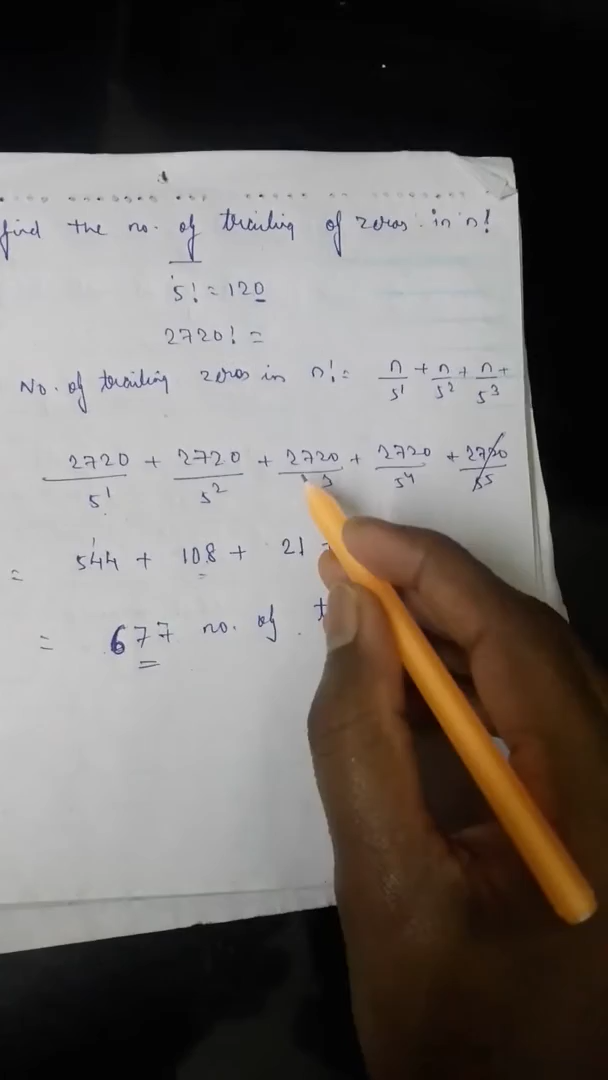 find the no. of trailing of zeros in n!
5! = 120
2720! =
No. of trailing zeros in n! = n/5¹ + n/5² + n/5³ +
2720/5¹ + 2720/5² + 2720/5³ + 2720/5⁴ + 2720/5⁵
= 544 + 108 + 21
= 677 no. of